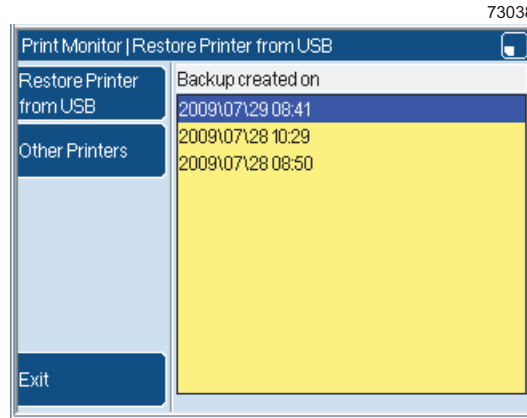 73038
Print Monitor | Restore Printer from USB
Restore Printer
from USB
Backup created on
2009\07\29 08:41
2009\07\28 10:29
2009\07\28 08:50
Other Printers
Exit